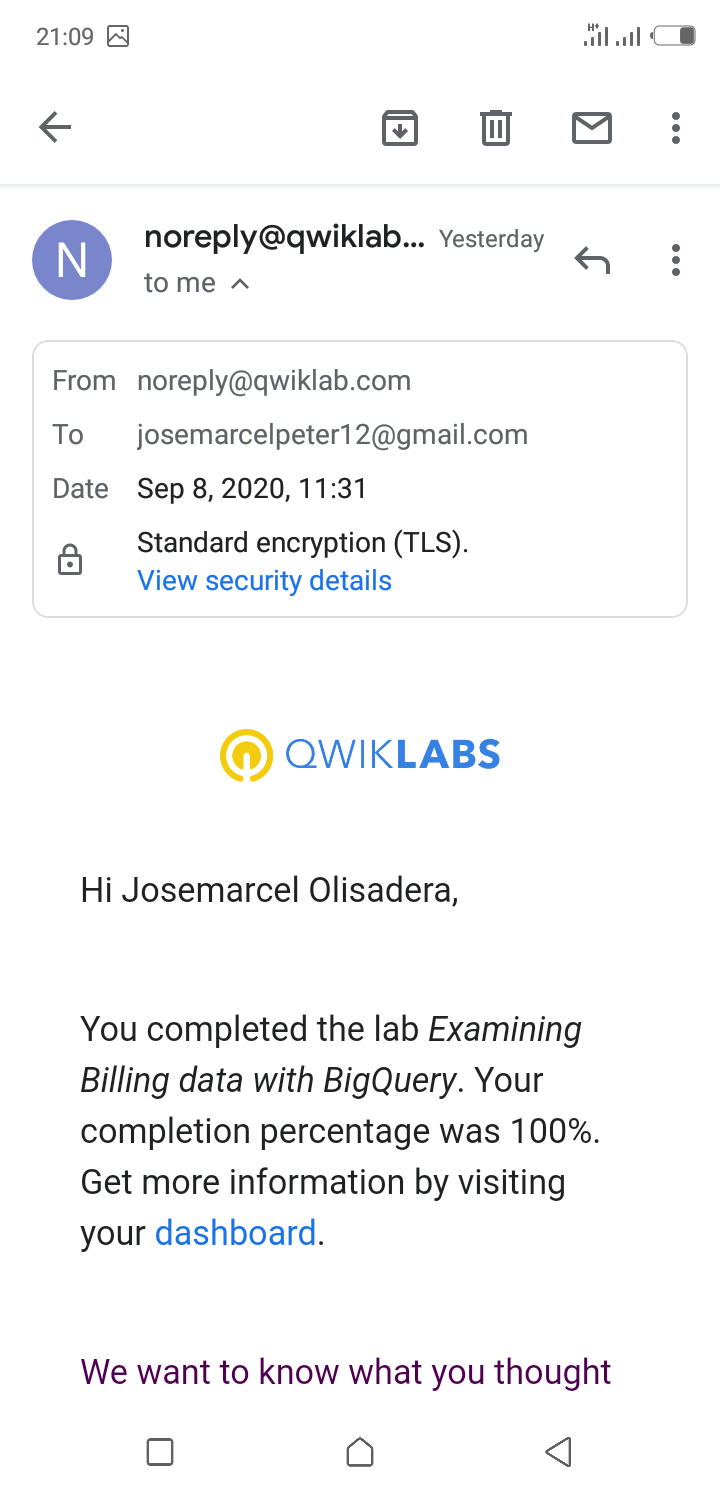 21:09
H+
N
noreply@qwiklab... Yesterday
to me
From noreply@qwiklab.com
To josemarcelpeter12@gmail.com
Date Sep 8, 2020, 11:31
Standard encryption (TLS).
View security details
QWIKLABS
Hi Josemarcel Olisadera,
You completed the lab Examining
Billing data with BigQuery. Your
completion percentage was 100%.
Get more information by visiting
your dashboard.
We want to know what you thought